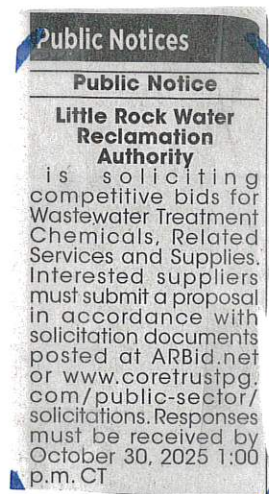 Public Notices
Public Notice
Little Rock Water
Reclamation
Authority
is soliciting
competitive bids for
Wastewater Treatment
Chemicals, Related
Services and Supplies.
Interested suppliers
must submit a proposal
in accordance with
solicitation documents
posted at ARBid.net
or www.coretrustpg.
com/public-sector/
solicitations. Responses
must be received by
October 30, 2025 1:00
p.m. CT